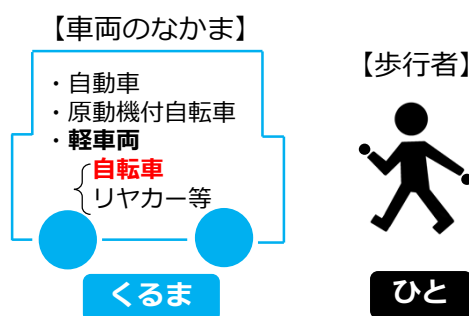 【車両のなかま】
・自動車
・原動機付自転車
・軽車両
自転車
リヤカー等
くるま
【歩行者】
ひと